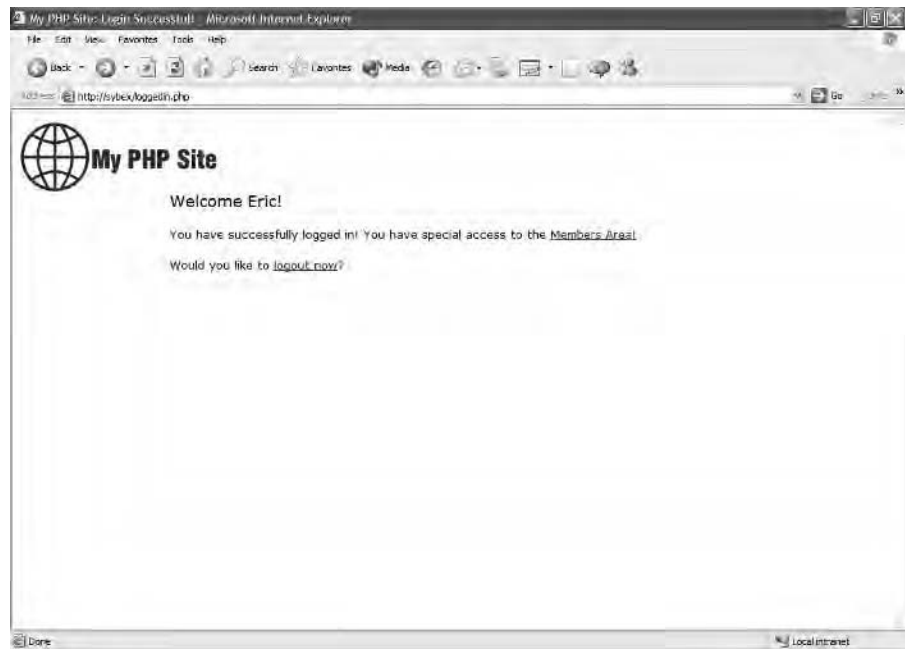 My PHP Site: Login Successful! - Microsoft Internet Explorer
File Edit View Favorites Tools Help
Back Search Favorites Media
Address http://sybex/loggedin.php Go
My PHP Site
Welcome Eric!
You have successfully logged in! You have special access to the Members Area!
Would you like to logout now?
Done Local intranet